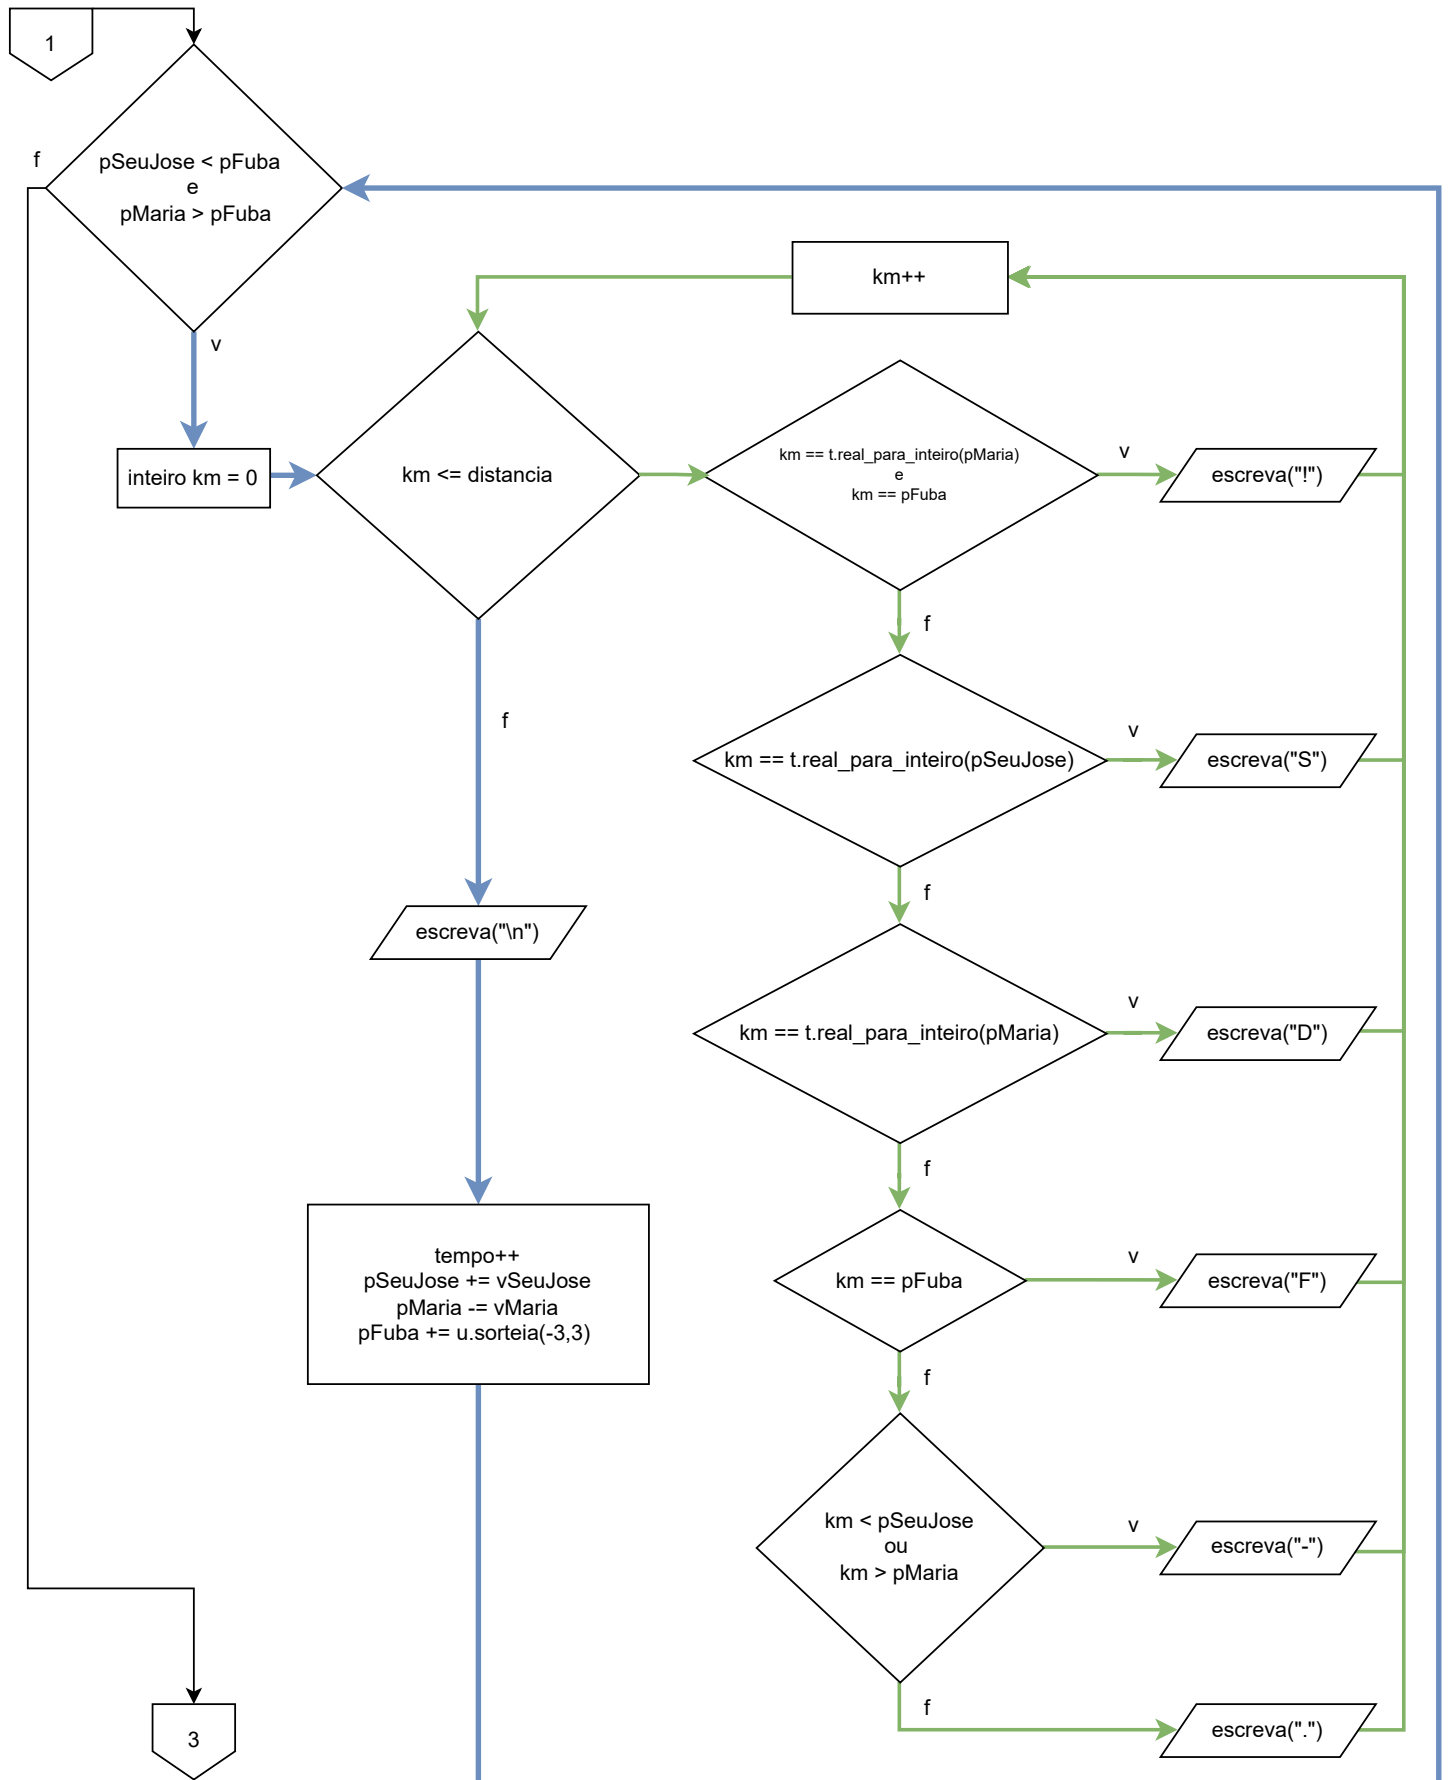 1
f
pSeuJose < pFuba
e
pMaria > pFuba
v
km++
inteiro km = 0
km <= distancia
km == t.real_para_inteiro(pMaria)
e
km == pFuba
v
escreva("!")
f
f
km == t.real_para_inteiro(pSeuJose)
v
escreva("S")
f
escreva("\n")
km == t.real_para_inteiro(pMaria)
v
escreva("D")
f
tempo++
pSeuJose += vSeuJose
pMaria -= vMaria
pFuba += u.sorteia(-3,3)
km == pFuba
v
escreva("F")
f
km < pSeuJose
ou
km > pMaria
v
escreva("-")
f
escreva(".")
3